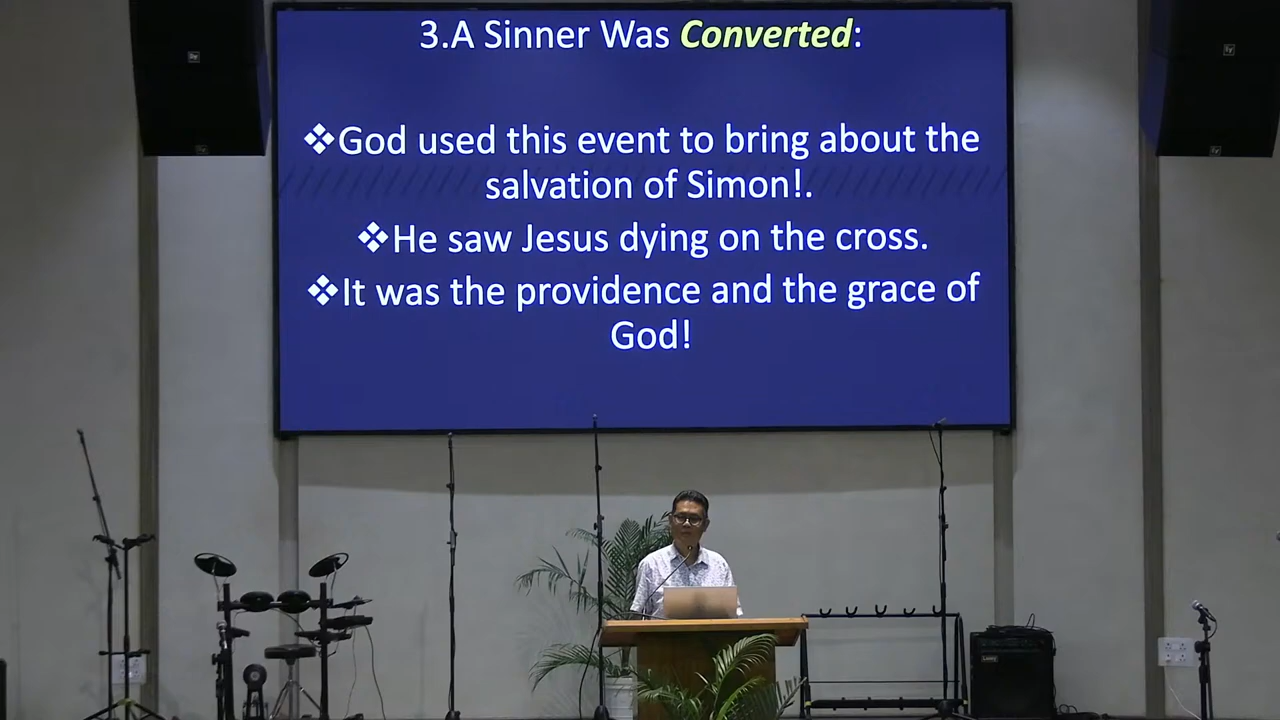 3.A Sinner Was Converted:
❖God used this event to bring about the
salvation of Simon!.
❖He saw Jesus dying on the cross.
❖It was the providence and the grace of
God!